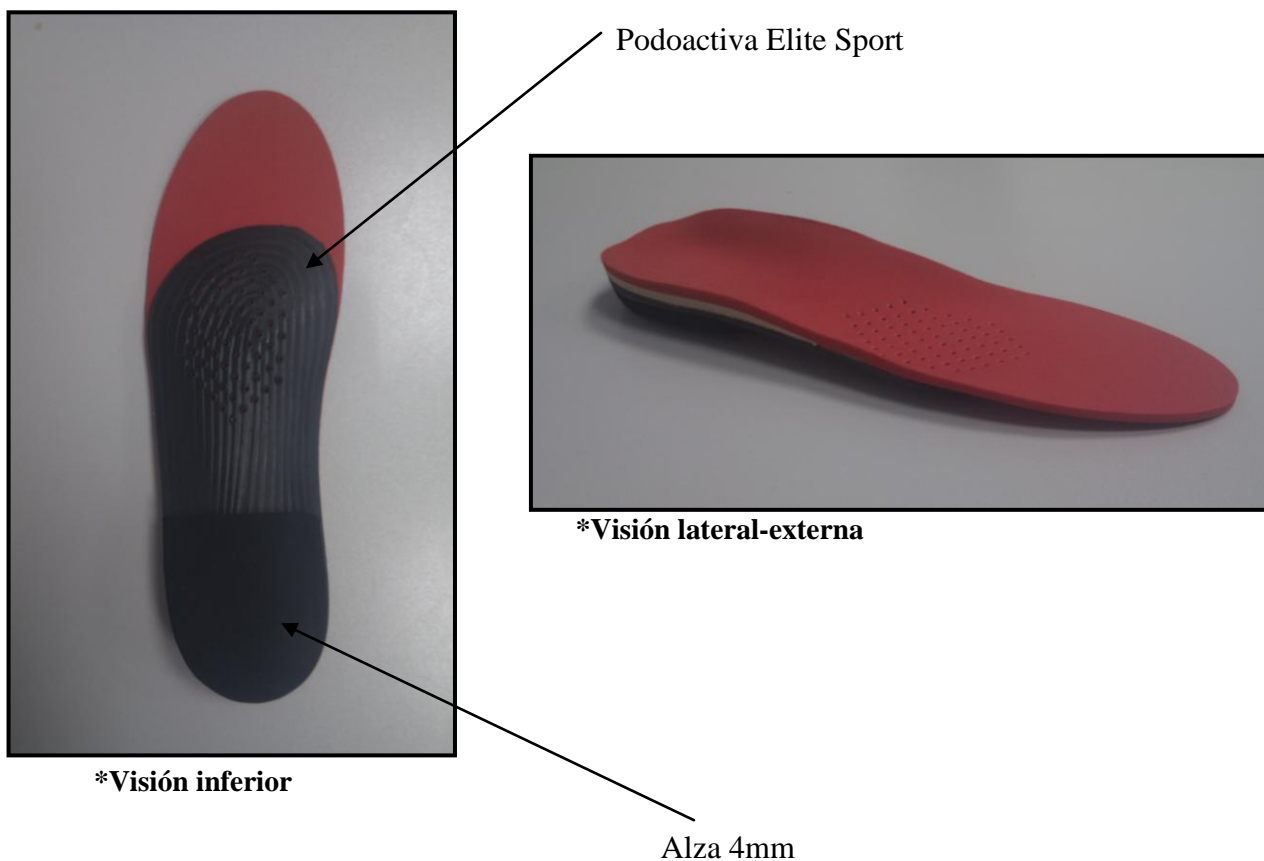 Podoactiva Elite Sport
*Visión lateral-externa
*Visión inferior
Alza 4mm